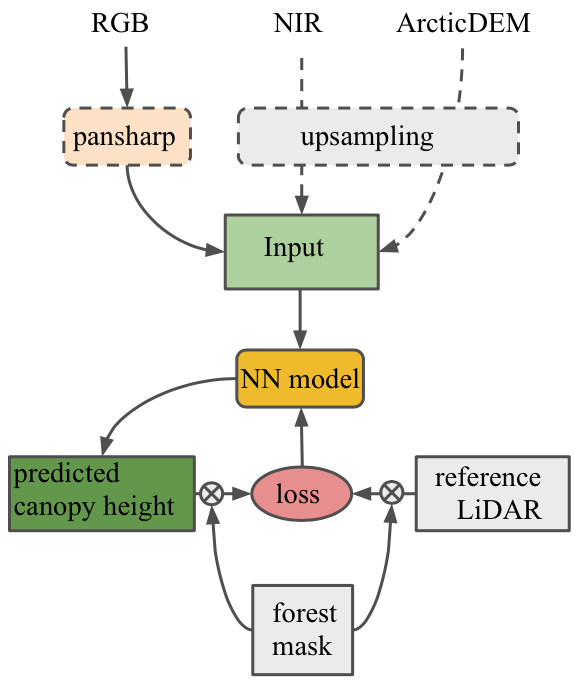 RGB
NIR
ArcticDEM
pansharp
upsampling
Input
NN model
predicted
canopy height
loss
reference
LiDAR
forest
mask